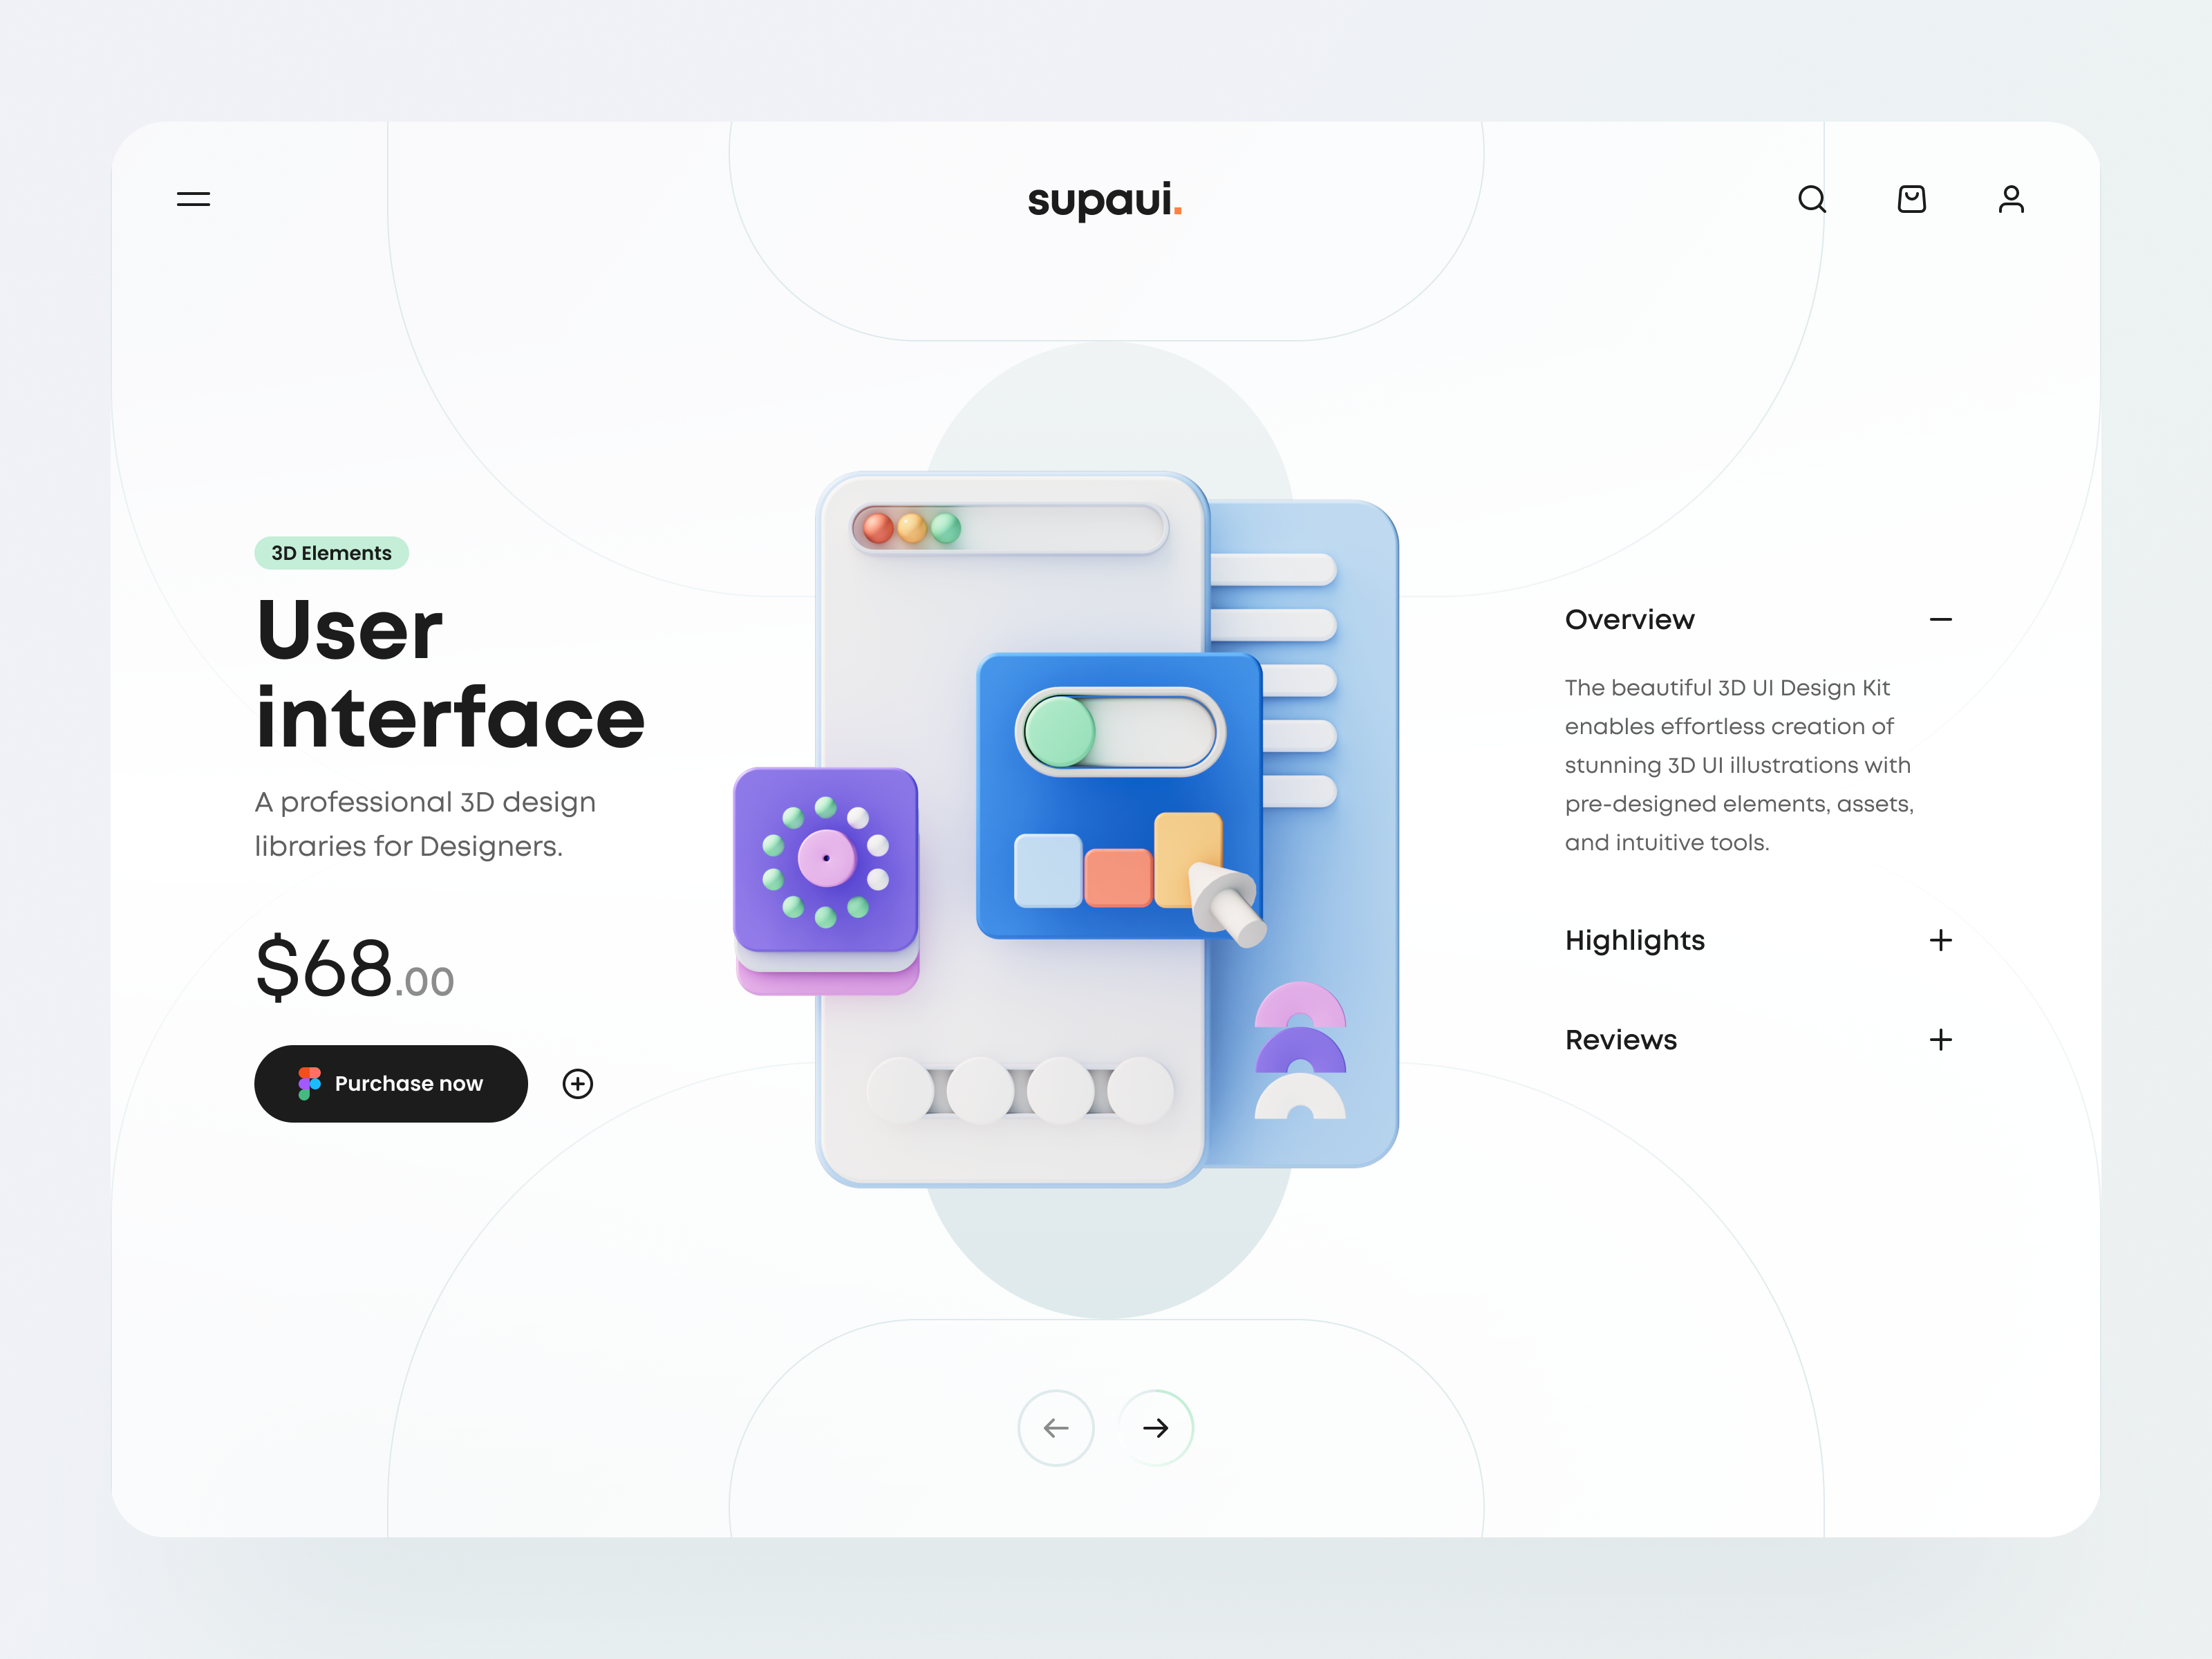 supaui.
3D Elements
User
interface
A professional 3D design
libraries for Designers.
$68.00
Purchase now
Overview
The beautiful 3D UI Design Kit
enables effortless creation of
stunning 3D UI illustrations with
pre-designed elements, assets,
and intuitive tools.
Highlights
Reviews